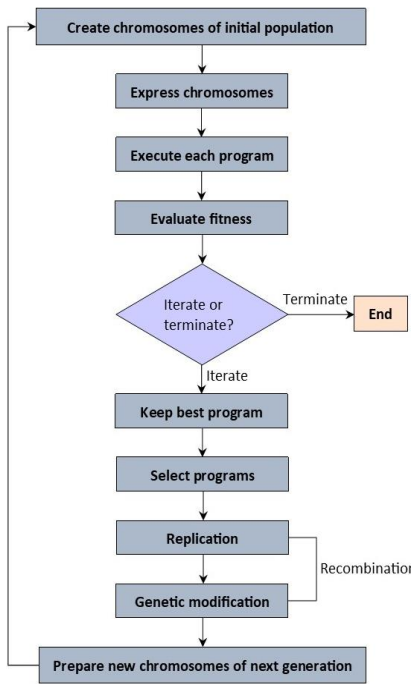 Create chromosomes of initial population
Express chromosomes
Execute each program
Evaluate fitness
Iterate or
terminate?
Terminate
End
Iterate
Keep best program
Select programs
Replication
Recombination
Genetic modification
Prepare new chromosomes of next generation